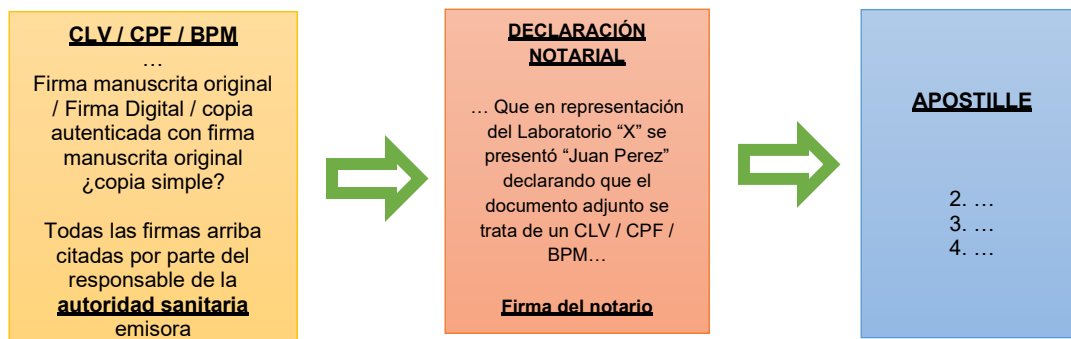 CLV / CPF / BPM
…
Firma manuscrita original
/ Firma Digital / copia
autenticada con firma
manuscrita original
¿copia simple?
Todas las firmas arriba
citadas por parte del
responsable de la
autoridad sanitaria
emisora
DECLARACIÓN
NOTARIAL
… Que en representación
del Laboratorio “X” se
presentó “Juan Perez”
declarando que el
documento adjunto se
trata de un CLV / CPF /
BPM…
Firma del notario
APOSTILLE
2. …
3. …
4. …